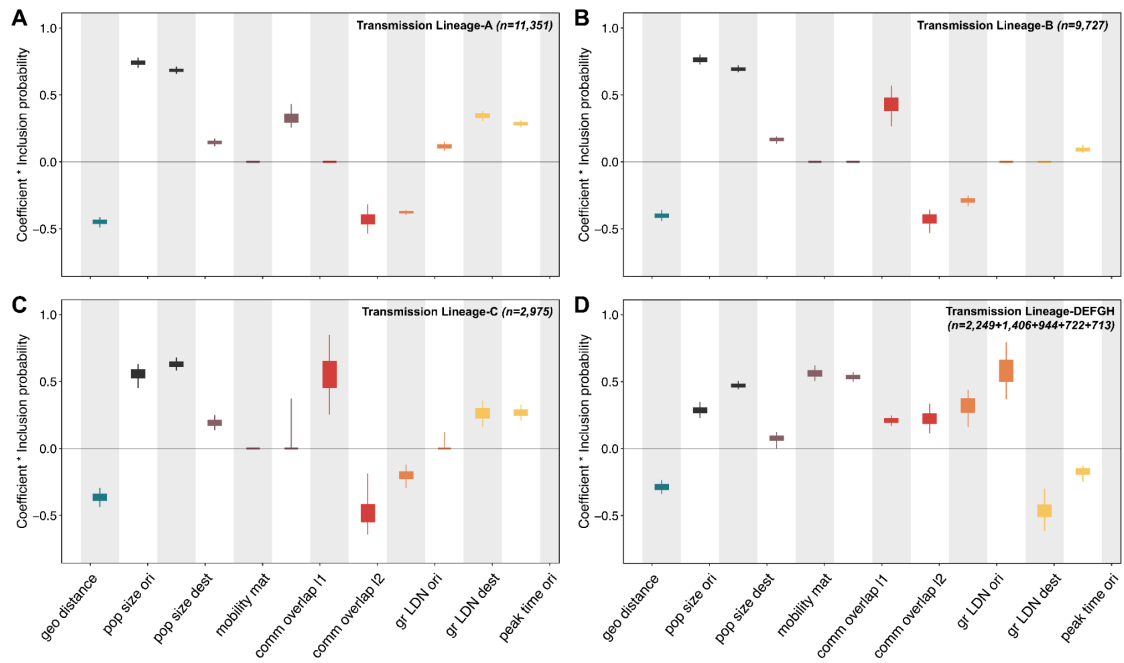 A
Transmission Lineage-A (n=11,351)
Coefficient * Inclusion probability
1.0
0.5
0.0
−0.5
B
Transmission Lineage-B (n=9,727)
Coefficient * Inclusion probability
1.0
0.5
0.0
−0.5
C
Transmission Lineage-C (n=2,975)
Coefficient * Inclusion probability
1.0
0.5
0.0
−0.5
geo distance
pop size ori
pop size dest
mobility mat
comm overlap l1
comm overlap l2
gr LDN ori
gr LDN dest
peak time ori
D
Transmission Lineage-DEFGH
(n=2,249+1,406+944+722+713)
Coefficient * Inclusion probability
1.0
0.5
0.0
−0.5
geo distance
pop size ori
pop size dest
mobility mat
comm overlap l1
comm overlap l2
gr LDN ori
gr LDN dest
peak time ori